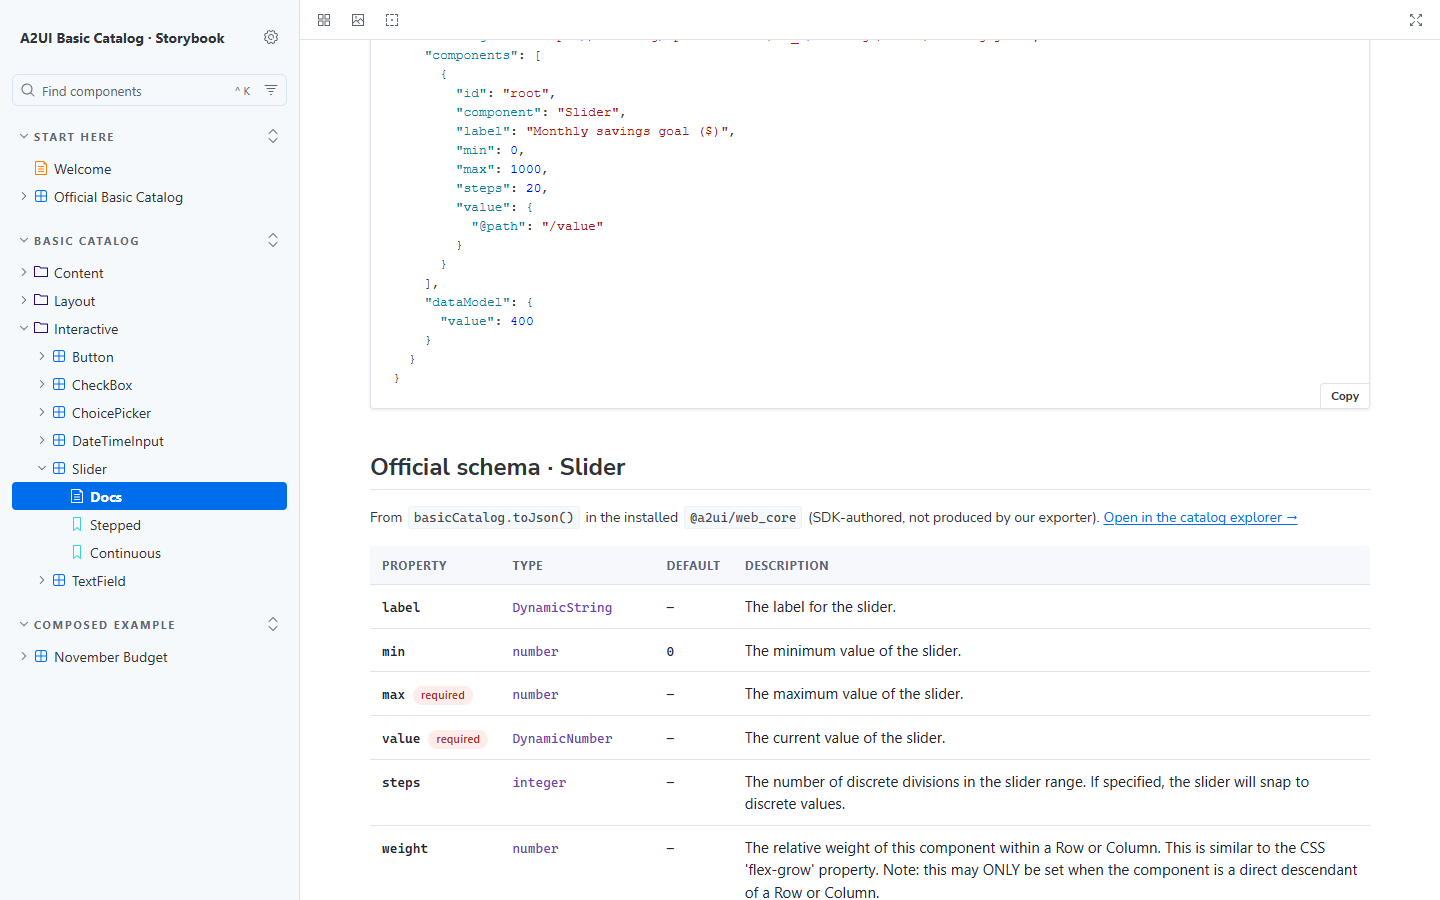 A2UI Basic Catalog · Storybook
Find components
^ K
START HERE
Welcome
Official Basic Catalog
BASIC CATALOG
Content
Layout
Interactive
Button
CheckBox
ChoicePicker
DateTimeInput
Slider
Docs
Stepped
Continuous
TextField
COMPOSED EXAMPLE
November Budget
"components": [
{
"id": "root",
"component": "Slider",
"label": "Monthly savings goal ($)",
"min": 0,
"max": 1000,
"steps": 20,
"value": {
"@path": "/value"
}
}
],
"dataModel": {
"value": 400
}
}
}
Copy
Official schema · Slider
From basicCatalog.toJson() in the installed @a2ui/web_core (SDK-authored, not produced by our exporter). Open in the catalog explorer →
PROPERTY TYPE DEFAULT DESCRIPTION
label DynamicString — The label for the slider.
min number 0 The minimum value of the slider.
max required number — The maximum value of the slider.
value required DynamicNumber — The current value of the slider.
steps integer — The number of discrete divisions in the slider range. If specified, the slider will snap to
discrete values.
weight number — The relative weight of this component within a Row or Column. This is similar to the CSS
'flex-grow' property. Note: this may ONLY be set when the component is a direct descendant
of a Row or Column.